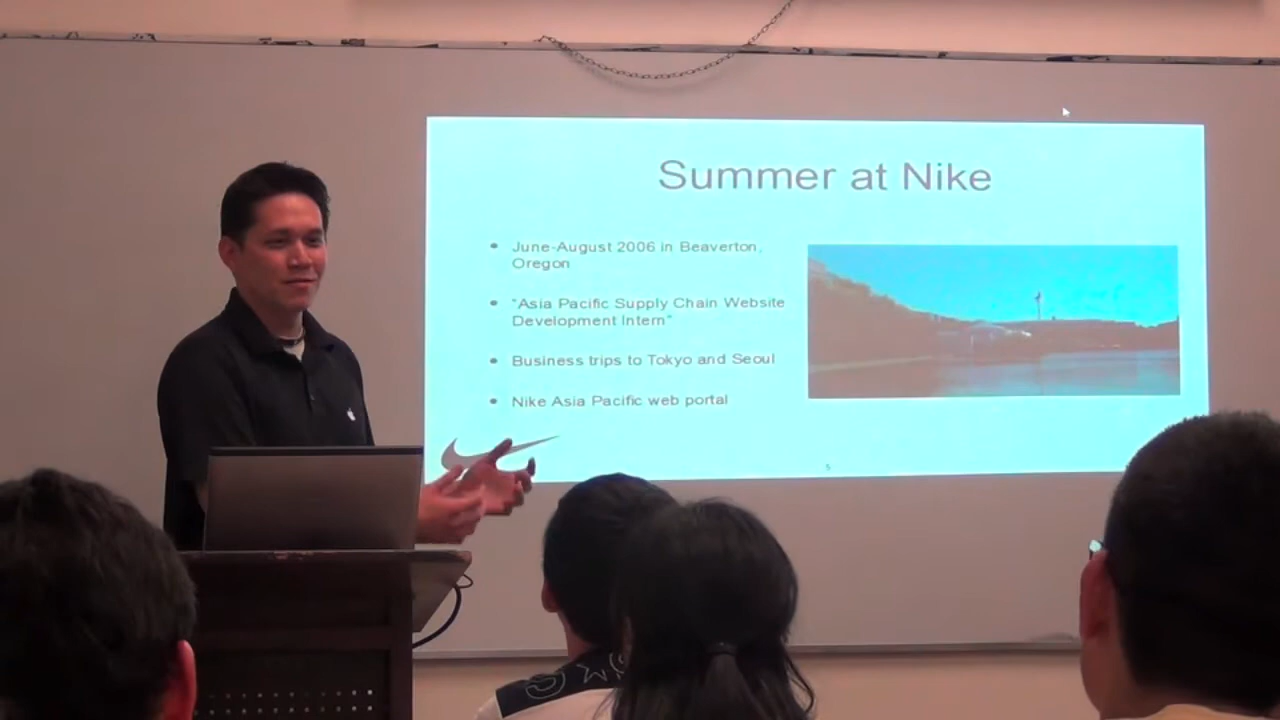 Summer at Nike
• June-August 2006 in Beaverton,
Oregon
• "Asia Pacific Supply Chain Website
Development Intern"
• Business trips to Tokyo and Seoul
• Nike Asia Pacific web portal
5